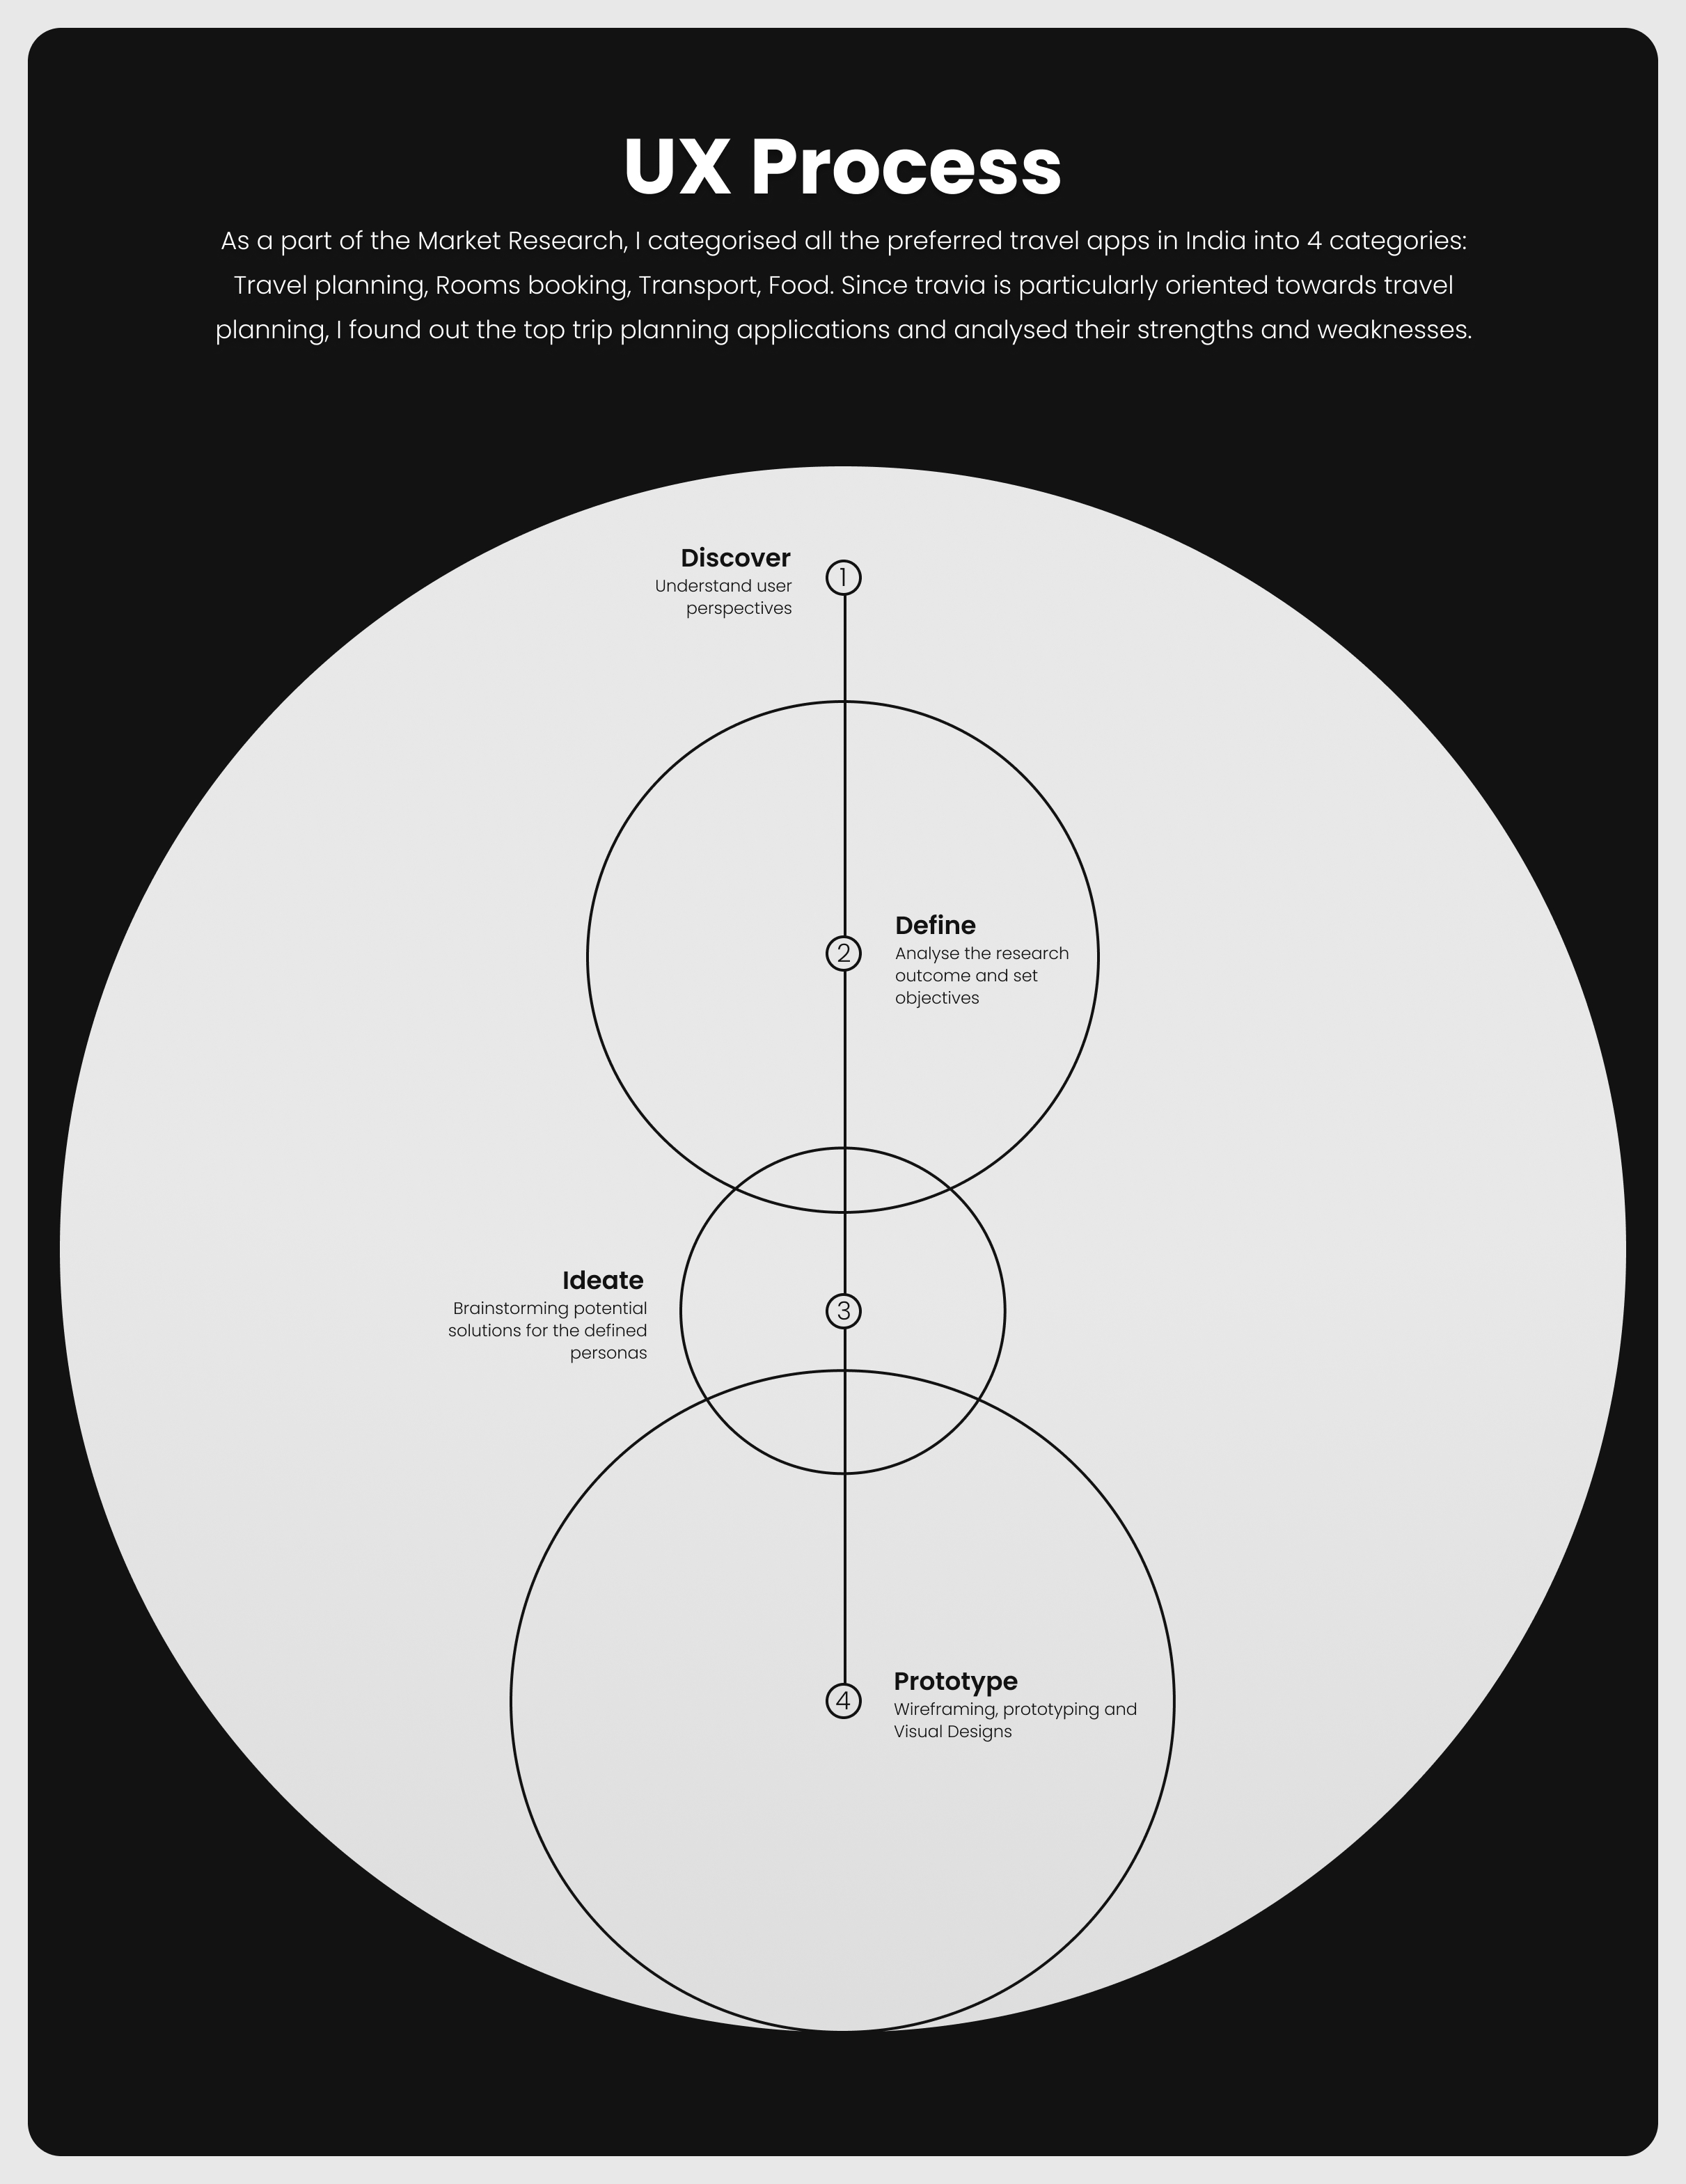 UX Process
As a part of the Market Research, I categorised all the preferred travel apps in India into 4 categories:
Travel planning, Rooms booking, Transport, Food. Since travia is particularly oriented towards travel
planning, I found out the top trip planning applications and analysed their strengths and weaknesses.
Discover
Understand user
perspectives
1
2
Define
Analyse the research
outcome and set
objectives
Ideate
Brainstorming potential
solutions for the defined
personas
3
4
Prototype
Wireframing, prototyping and
Visual Designs